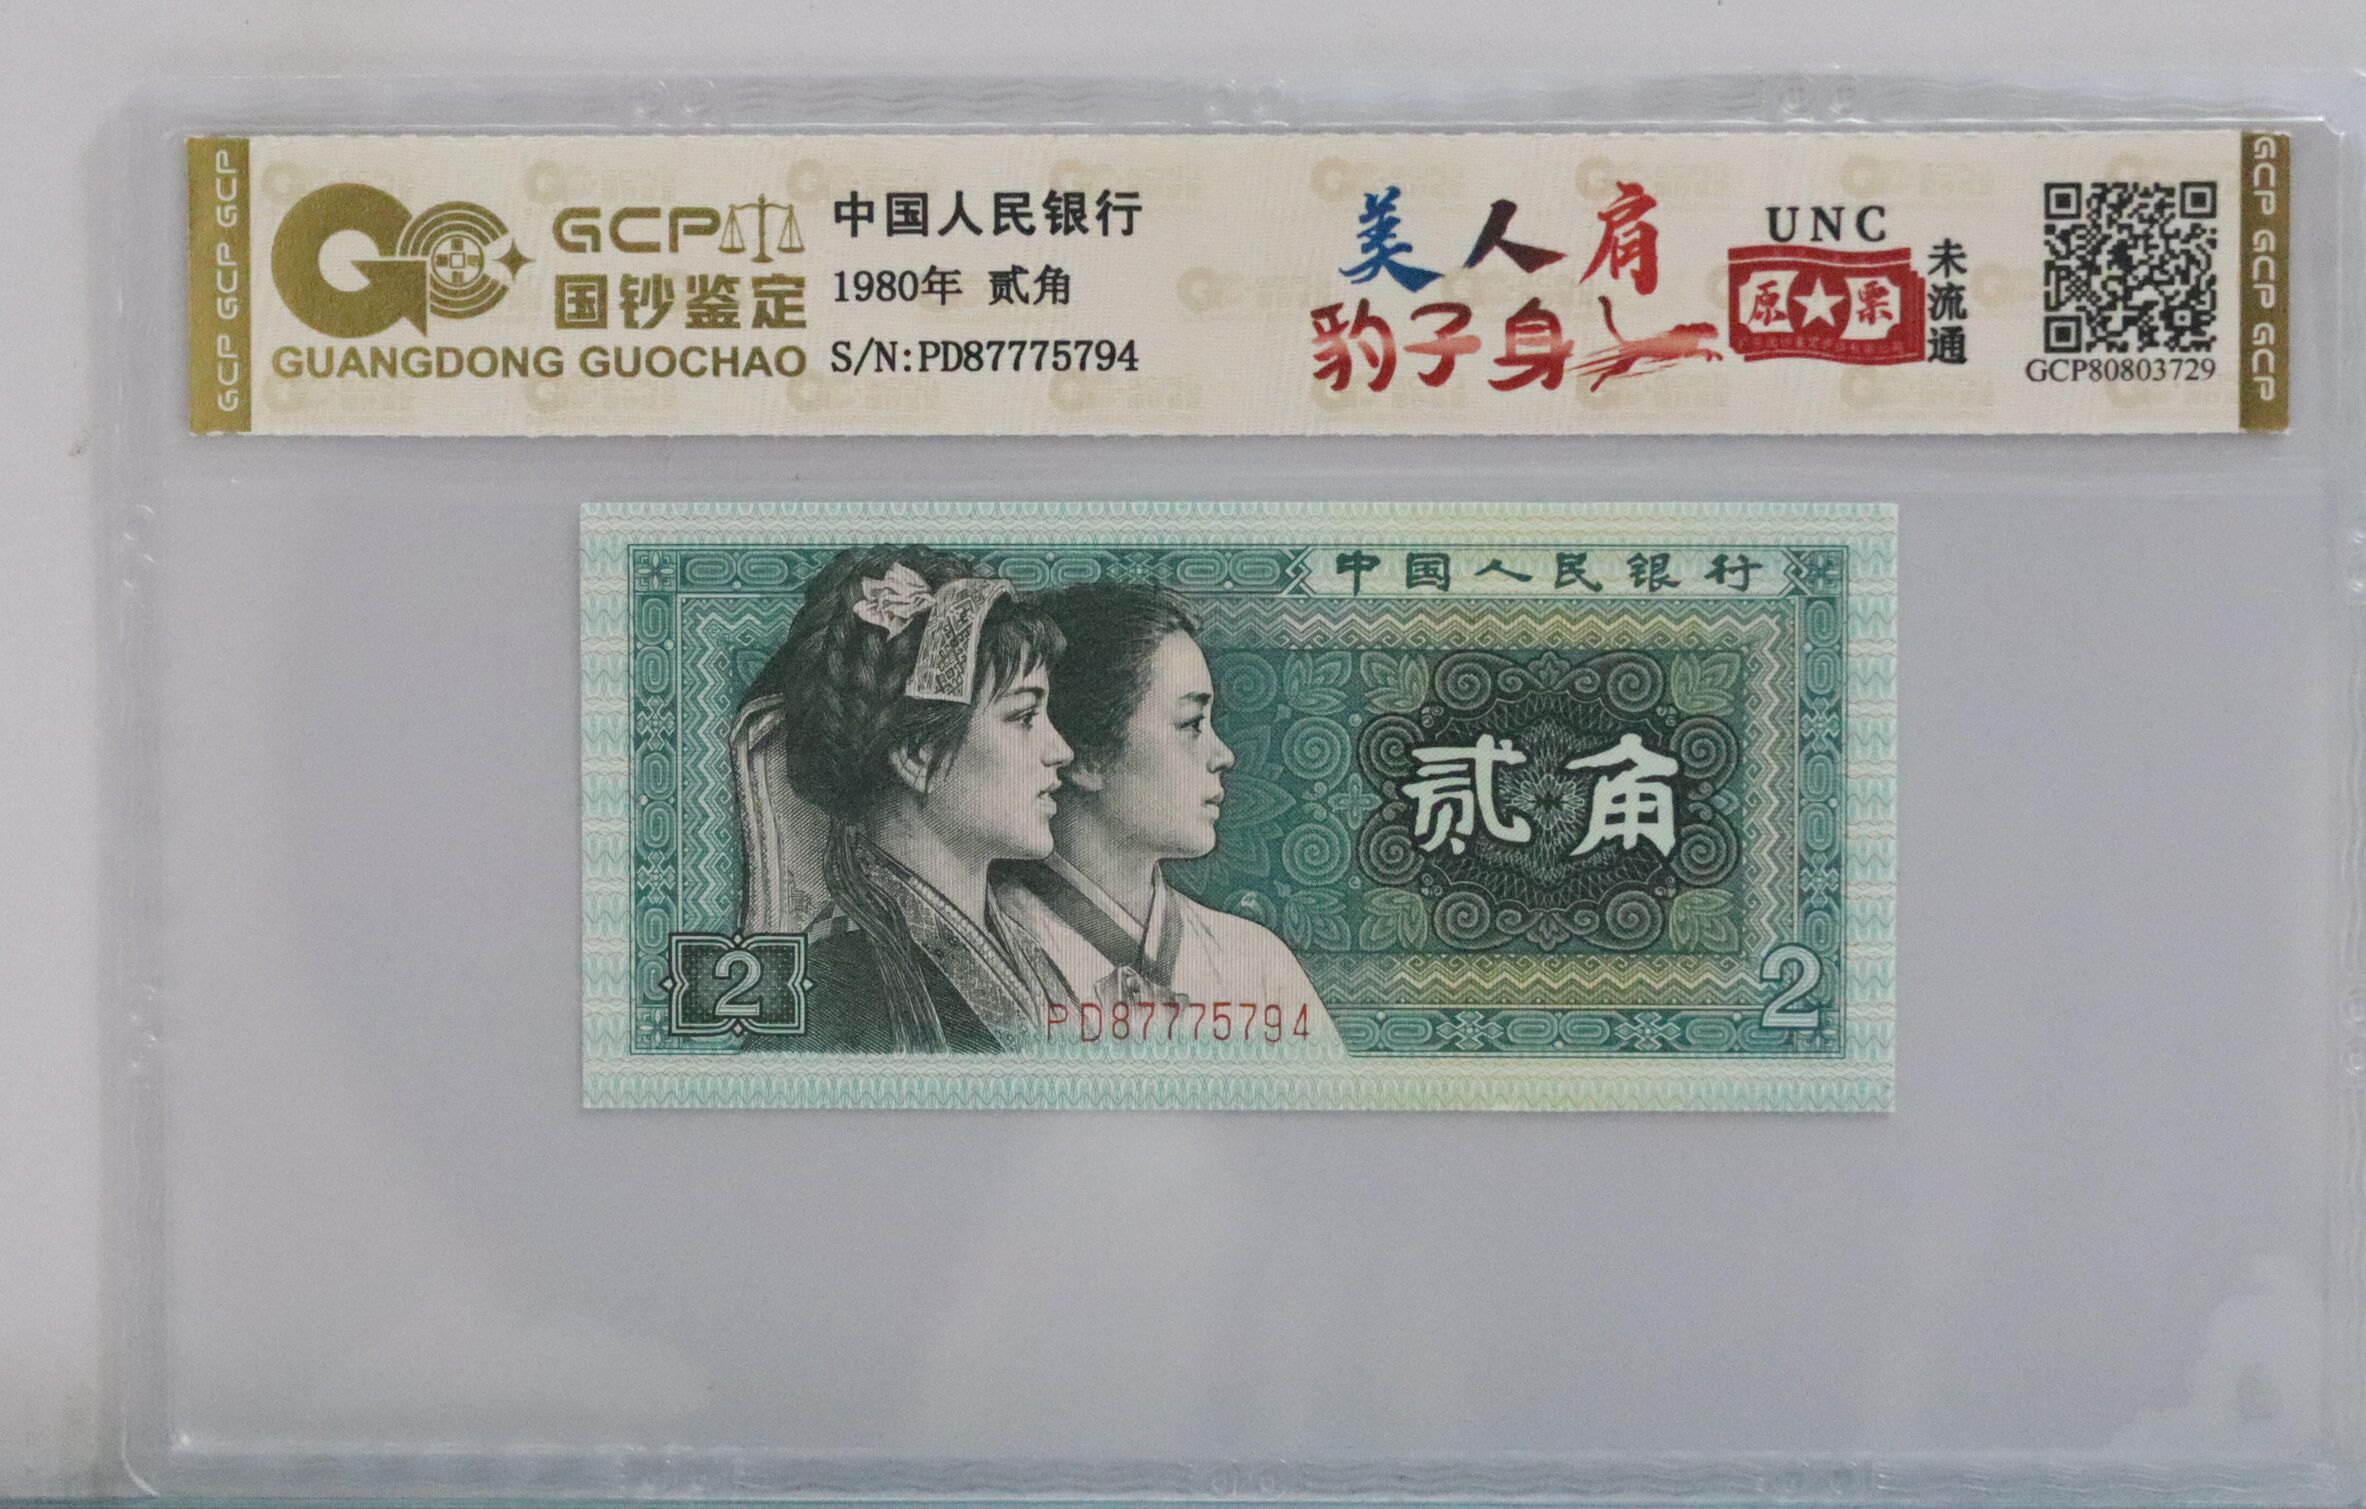 GCP GCP GCP GCP
GCP
国钞鉴定
GUANGDONG GUOCHAO
中国人民银行
1980年 贰角
S/N:PD87775794
美人肩
豹子身
UNC
原★票
未流通
GCP80803729
GCP GCP GCP GCP
中国人民银行
贰角
2
PD87775794
2